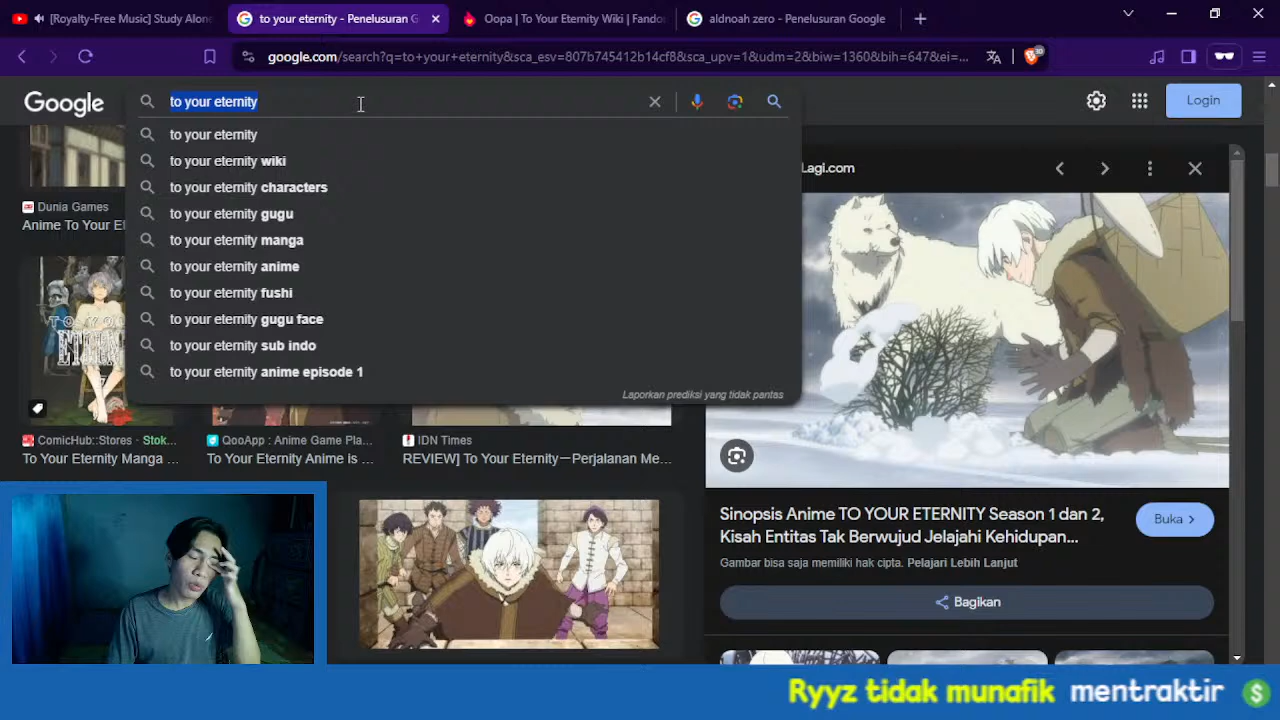 [Royalty-Free Music] Study Alone
to your eternity - Penelusuran G
Oopa | To Your Eternity Wiki | Fando
aldnoah zero - Penelusuran Google
google.com/search?q=to+your+eternity&sca_esv=807b745412b14cf8&sca_upv=1&udm=2&biw=1360&bih=647&ei=...
10
Google
to your eternity
Login
to your eternity
to your eternity wiki
to your eternity characters
to your eternity gugu
to your eternity manga
to your eternity anime
to your eternity fushi
to your eternity gugu face
to your eternity sub indo
to your eternity anime episode 1
Laporkan prediksi yang tidak pantas
Dunia Games
Anime To Your E
ComicHub::Stores · Stok...
To Your Eternity Manga ...
QooApp : Anime Game Pla...
To Your Eternity Anime is ...
IDN Times
REVIEW] To Your Eternity—Perjalanan Me...
Lagi.com
Sinopsis Anime TO YOUR ETERNITY Season 1 dan 2,
Kisah Entitas Tak Berwujud Jelajahi Kehidupan...
Buka
Gambar bisa saja memiliki hak cipta. Pelajari Lebih Lanjut
Bagikan
Ryyz tidak munafik mentraktir